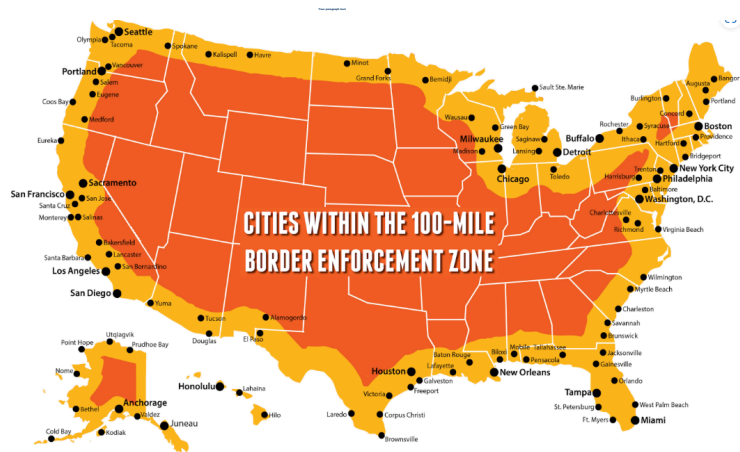 Seattle
Olympia
Tacoma
Spokane
Kalispell
Havre
Minot
Grand Forks
Bemidji
Sault Ste. Marie
Bangor
Augusta
Portland
Vancouver
Salem
Eugene
Coos Bay
Medford
Eureka
Wausau
Green Bay
Milwaukee
Madison
Saginaw
Lansing
Detroit
Chicago
Toledo
Burlington
Portland
Concord
Boston
Rochester
Syracuse
Buffalo
Ithaca
Providence
Hartford
Bridgeport
New York City
Trenton
Harrisburg
Philadelphia
Baltimore
Washington, D.C.
Charlottesville
Richmond
Virginia Beach
Sacramento
San Francisco
San Jose
Santa Cruz
Monterey
Salinas
Bakersfield
Santa Barbara
Lancaster
Los Angeles
San Bernardino
San Diego
Yuma
CITIES WITHIN THE 100-MILE
BORDER ENFORCEMENT ZONE
Wilmington
Myrtle Beach
Charleston
Savannah
Brunswick
Tucson
Douglas
Alamogordo
El Paso
Houston
Galveston
Freeport
Victoria
Laredo
Corpus Christi
Brownsville
Baton Rouge
Lafayette
Biloxi
Mobile
Tallahassee
Pensacola
New Orleans
Jacksonville
Gainesville
Orlando
Tampa
St. Petersburg
West Palm Beach
Ft. Myers
Miami
Utqiagvik
Point Hope
Prudhoe Bay
Nome
Bethel
Anchorage
Valdez
Juneau
Cold Bay
Kodiak
Honolulu
Lahaina
Hilo